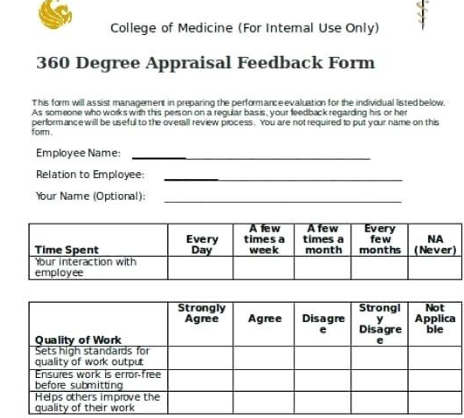 College of Medicine (For Internal Use Only)
360 Degree Appraisal Feedback Form
This form will assist management in preparing the performance evaluation for the individual listed below.
As someone who works with this person on a regular basis, your feedback regarding his or her
performance will be useful to the overall review process. You are not required to put your name on this
form.
Employee Name:
Relation to Employee:
Your Name (Optional):
Time Spent
Every
Day
A few
times a
week
A few
times a
month
Every
few
months
NA
(Never)
Your interaction with
employee
Quality of Work
Strongly
Agree
Agree
Disagre
e
Strongl
y
Disagre
e
Not
Applica
ble
Sets high standards for
quality of work output
Ensures work is error-free
before submitting
Helps others improve the
quality of their work